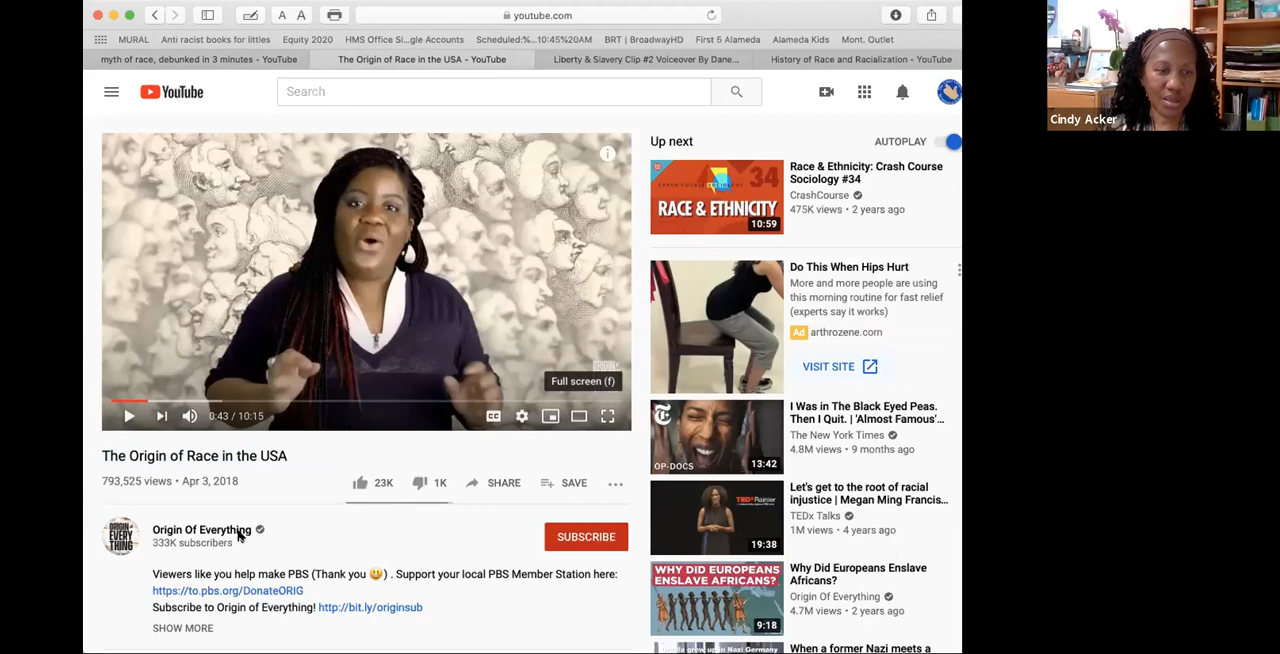 A A
youtube.com
MURAL Anti racist books for littles Equity 2020 HMS Office Si...gle Accounts Scheduled:%...10:45%20AM BRT | BroadwayHD First 5 Alameda Alameda Kids Mont. Outlet
myth of race, debunked in 3 minutes - YouTube The Origin of Race in the USA - YouTube Liberty & Slavery Clip #2 Voiceover By Dane... History of Race and Racialization - YouTube
YouTube
Search
Cindy Acker
Full screen (f)
0:43 / 10:15
CC
The Origin of Race in the USA
793,525 views • Apr 3, 2018
23K 1K SHARE SAVE
ORIGIN
EVERY
THING
Origin Of Everything
333K subscribers
SUBSCRIBE
Viewers like you help make PBS (Thank you 😃) . Support your local PBS Member Station here:
https://to.pbs.org/DonateORIG
Subscribe to Origin of Everything! http://bit.ly/originsub
SHOW MORE
Up next
AUTOPLAY
34
RACE & ETHNICITY
10:59
Race & Ethnicity: Crash Course
Sociology #34
CrashCourse
475K views • 2 years ago
Do This When Hips Hurt
More and more people are using
this morning routine for fast relief
(experts say it works)
Ad arthrozene.com
VISIT SITE
OP-DOCS
13:42
I Was in The Black Eyed Peas.
Then I Quit. | 'Almost Famous'...
The New York Times
4.8M views • 9 months ago
TEDxRainier
19:38
Let's get to the root of racial
injustice | Megan Ming Francis...
TEDx Talks
1M views • 4 years ago
WHY DID EUROPEANS
ENSLAVE AFRICANS?
9:18
Why Did Europeans Enslave
Africans?
Origin Of Everything
4.7M views • 2 years ago
When a former Nazi meets a